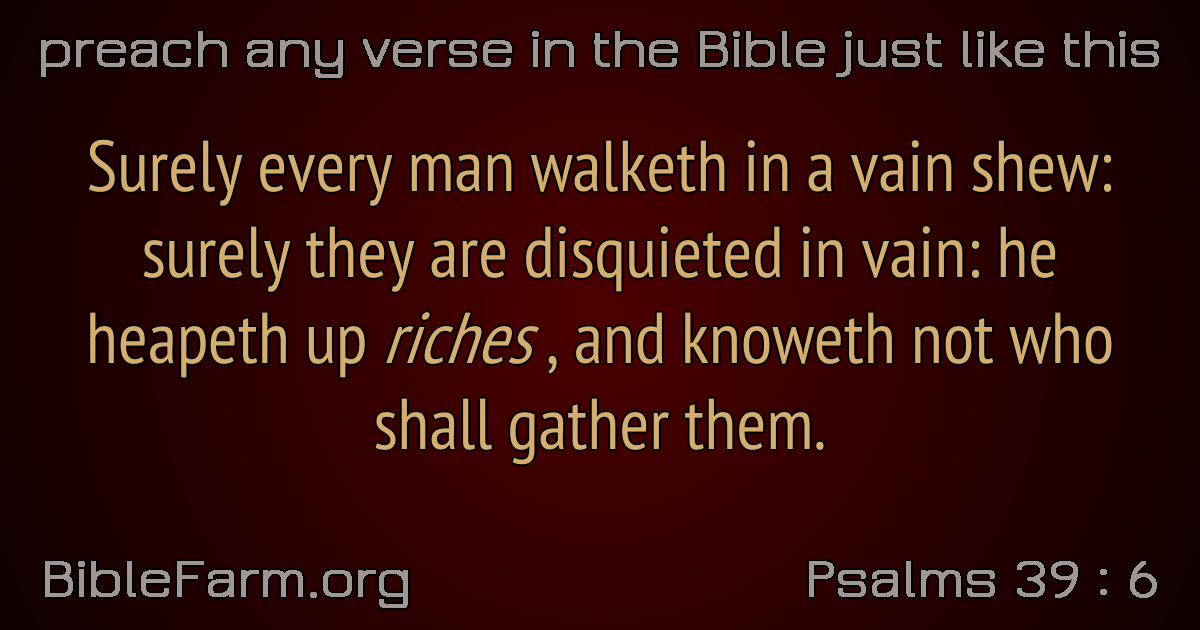 preach any verse in the Bible just like this
Surely every man walketh in a vain shew:
surely they are disquieted in vain: he
heapeth up riches , and knoweth not who
shall gather them.
BibleFarm.org
Psalms 39 : 6